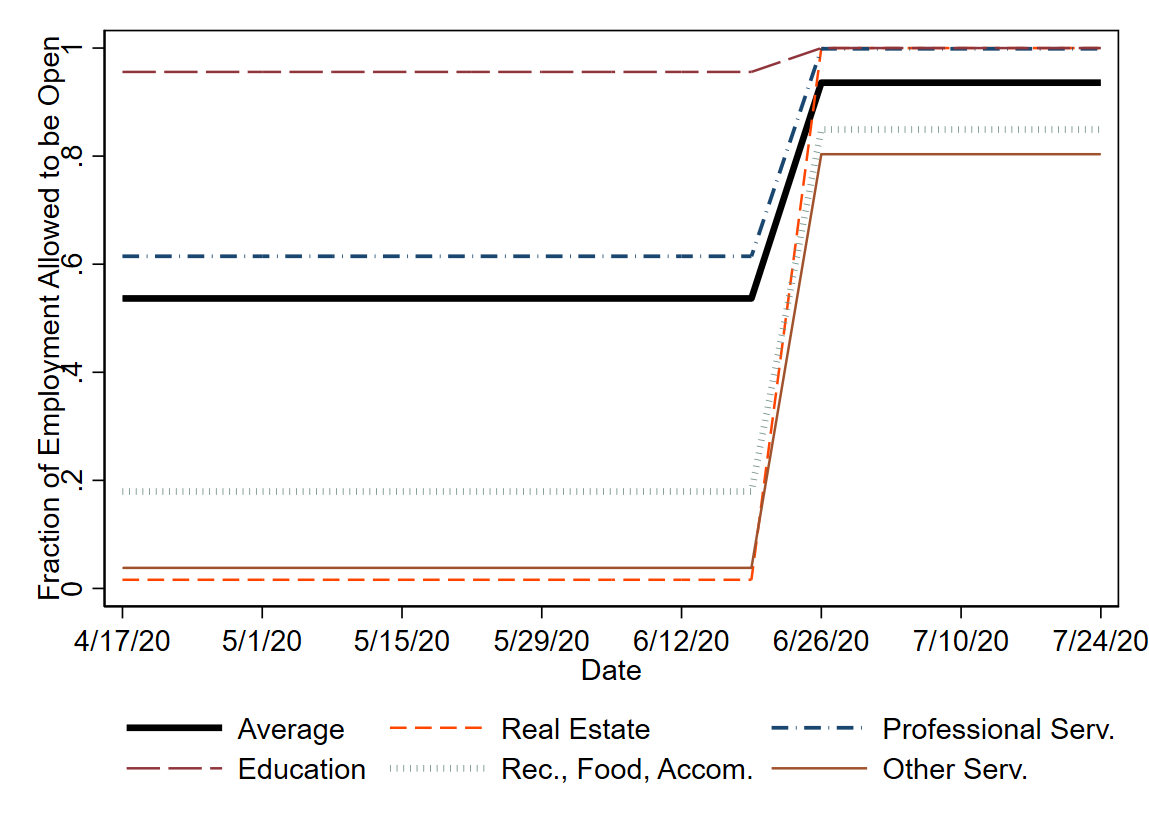 Fraction of Employment Allowed to be Open
1
.8
.6
.4
.2
0
4/17/20 5/1/20 5/15/20 5/29/20 6/12/20 6/26/20 7/10/20 7/24/20
Date
Average Real Estate Professional Serv.
Education Rec., Food, Accom. Other Serv.